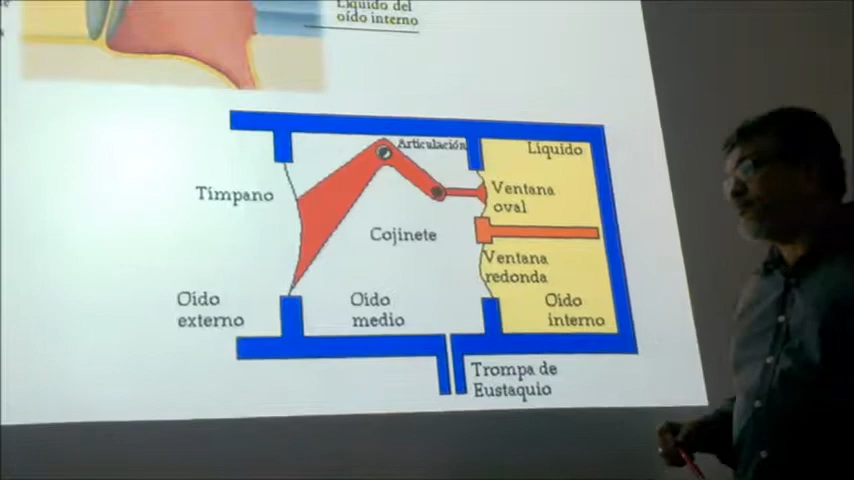 Líquido del
oído interno
Articulación
Líquido
Tímpano
Ventana
oval
Cojinete
Ventana
redonda
Oído
externo
Oído
medio
Oído
interno
Trompa de
Eustaquio